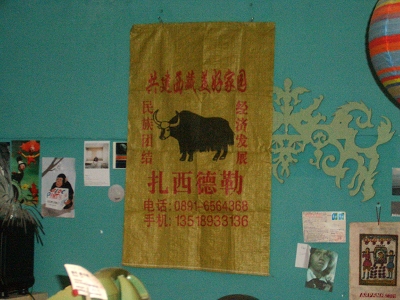 共建西藏美好家园
民族团结
经济发展
扎西德勒
电话:0891-6564368
手机:13518933136